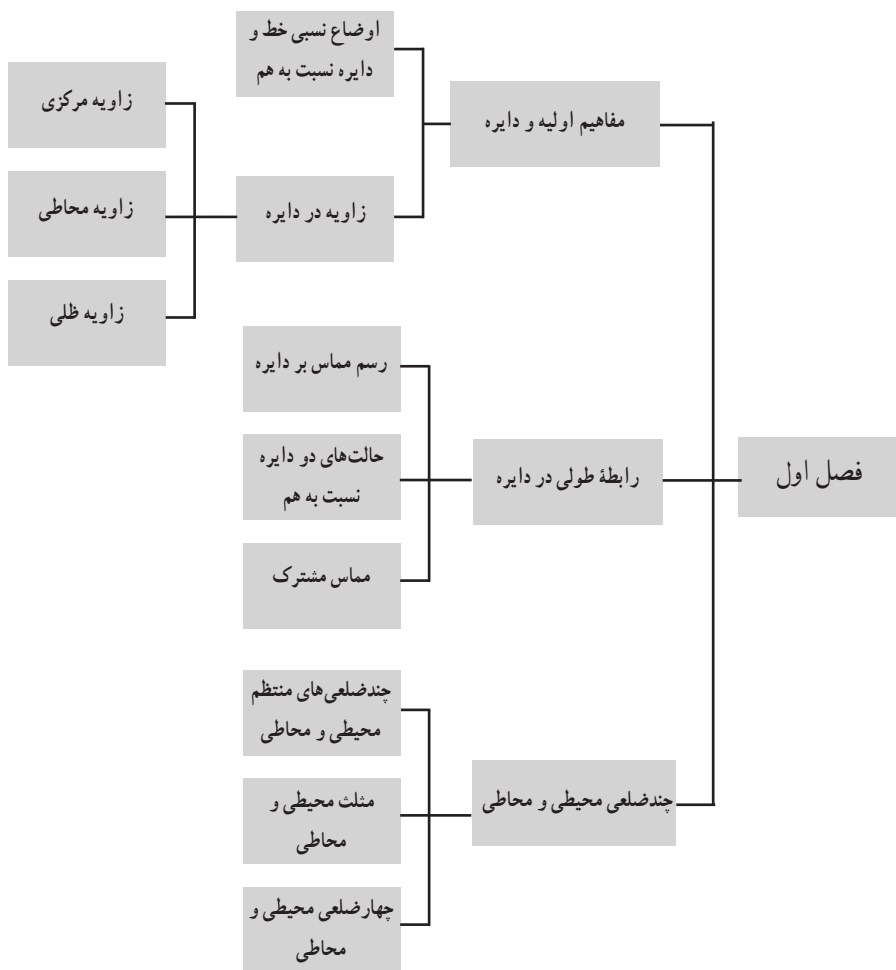 فصل اول
مفاهیم اولیه و دایره
اوضاع نسبی خط و
دایره نسبت به هم
زاویه در دایره
زاویه مرکزی
زاویه محاطی
زاویه ظلی
رابطهٔ طولی در دایره
رسم مماس بر دایره
حالت‌های دو دایره
نسبت به هم
مماس مشترک
چندضلعی محیطی و محاطی
چندضلعی‌های منتظم
محیطی و محاطی
مثلث محیطی و
محاطی
چهارضلعی محیطی و
محاطی